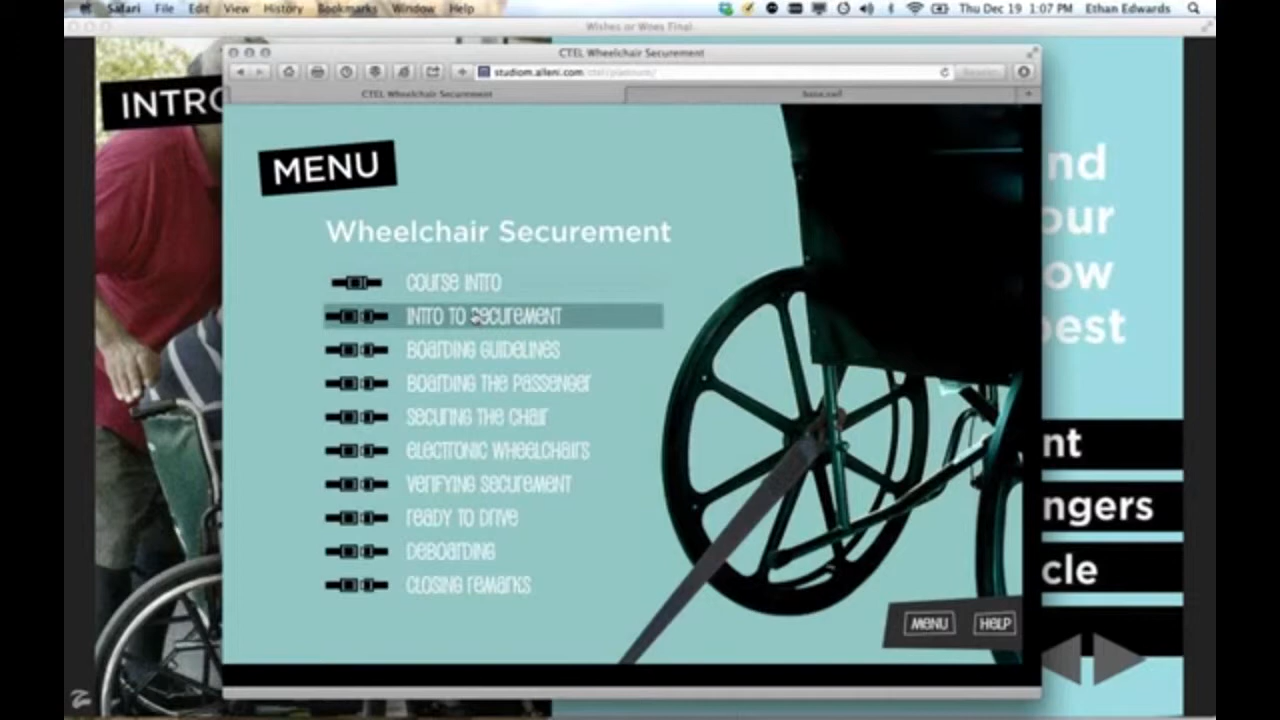 Safari File Edit View History Bookmarks Window Help Thu Dec 19 1:07 PM Ethan Edwards
Wishes or Woes Final
CTEL Wheelchair Securement
studiom.alleni.com/ctel/platinum/
CTEL Wheelchair Securement base.swf
INTRO
MENU
Wheelchair Securement
COURSE INTRO
INTRO TO SECUREMENT
BOARDING GUIDELINES
BOARDING THE PASSENGER
SECURING THE CHAIR
ELECTRONIC WHEELCHAIRS
VERIFYING SECUREMENT
READY TO DRIVE
DEBOARDING
CLOSING REMARKS
MENU HELP
nd
our
ow
best
nt
ngers
cle